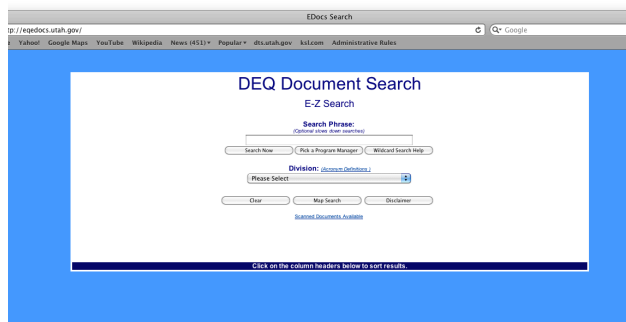 EDocs Search
tp://eqedocs.utah.gov/
Google
Yahoo! Google Maps YouTube Wikipedia News (451) Popular dts.utah.gov ksl.com Administrative Rules
DEQ Document Search
E-Z Search
Search Phrase:
(Optional slows down searches)
Search Now Pick a Program Manager Wildcard Search Help
Division: (Acronym Definitions )
Please Select
Clear Map Search Disclaimer
Scanned Documents Available
Click on the column headers below to sort results.